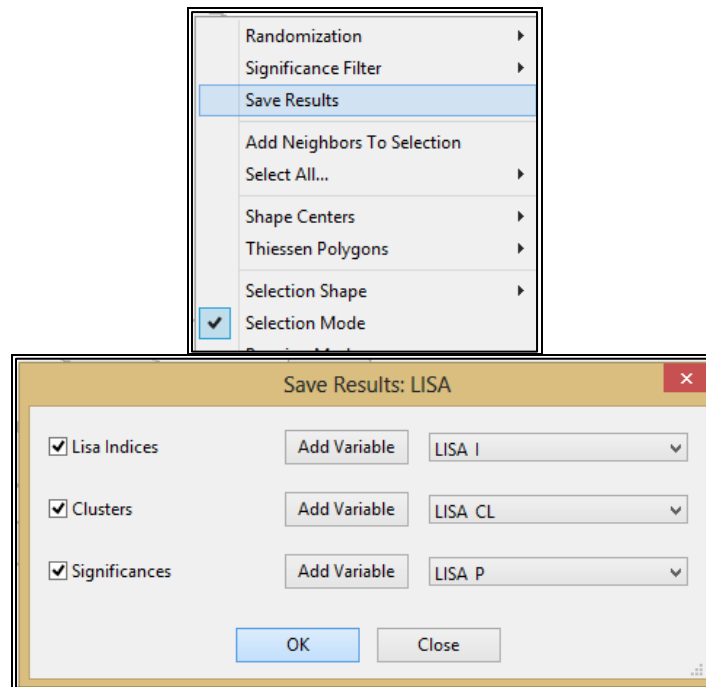 Randomization
Significance Filter
Save Results
Add Neighbors To Selection
Select All...
Shape Centers
Thiessen Polygons
Selection Shape
Selection Mode
Save Results: LISA
Lisa Indices Add Variable LISA_I
Clusters Add Variable LISA_CL
Significances Add Variable LISA_P
OK Close